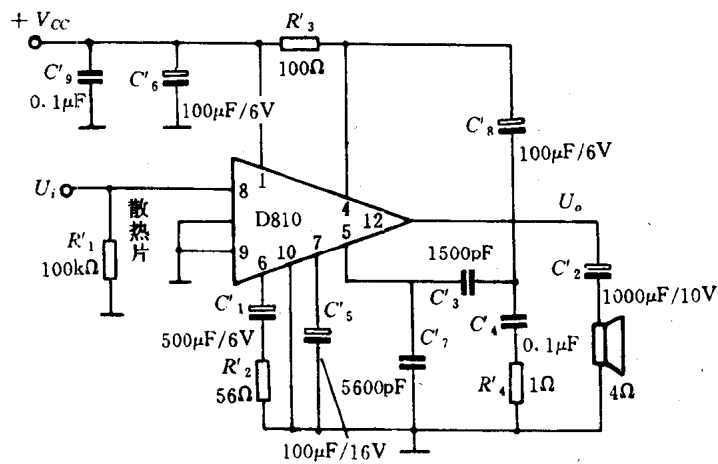 + V_CC
R'3
100Ω
C'9
0.1μF
C'6
100μF/6V
C'8
100μF/6V
Ui
散热片
R'1
100kΩ
8
1
4
D810
12
9
10
7
5
6
Uo
1500pF
C'3
C'2
1000μF/10V
C'1
500μF/6V
C'5
C'7
C'4
0.1μF
R'2
56Ω
5600pF
R'4
1Ω
4Ω
100μF/16V